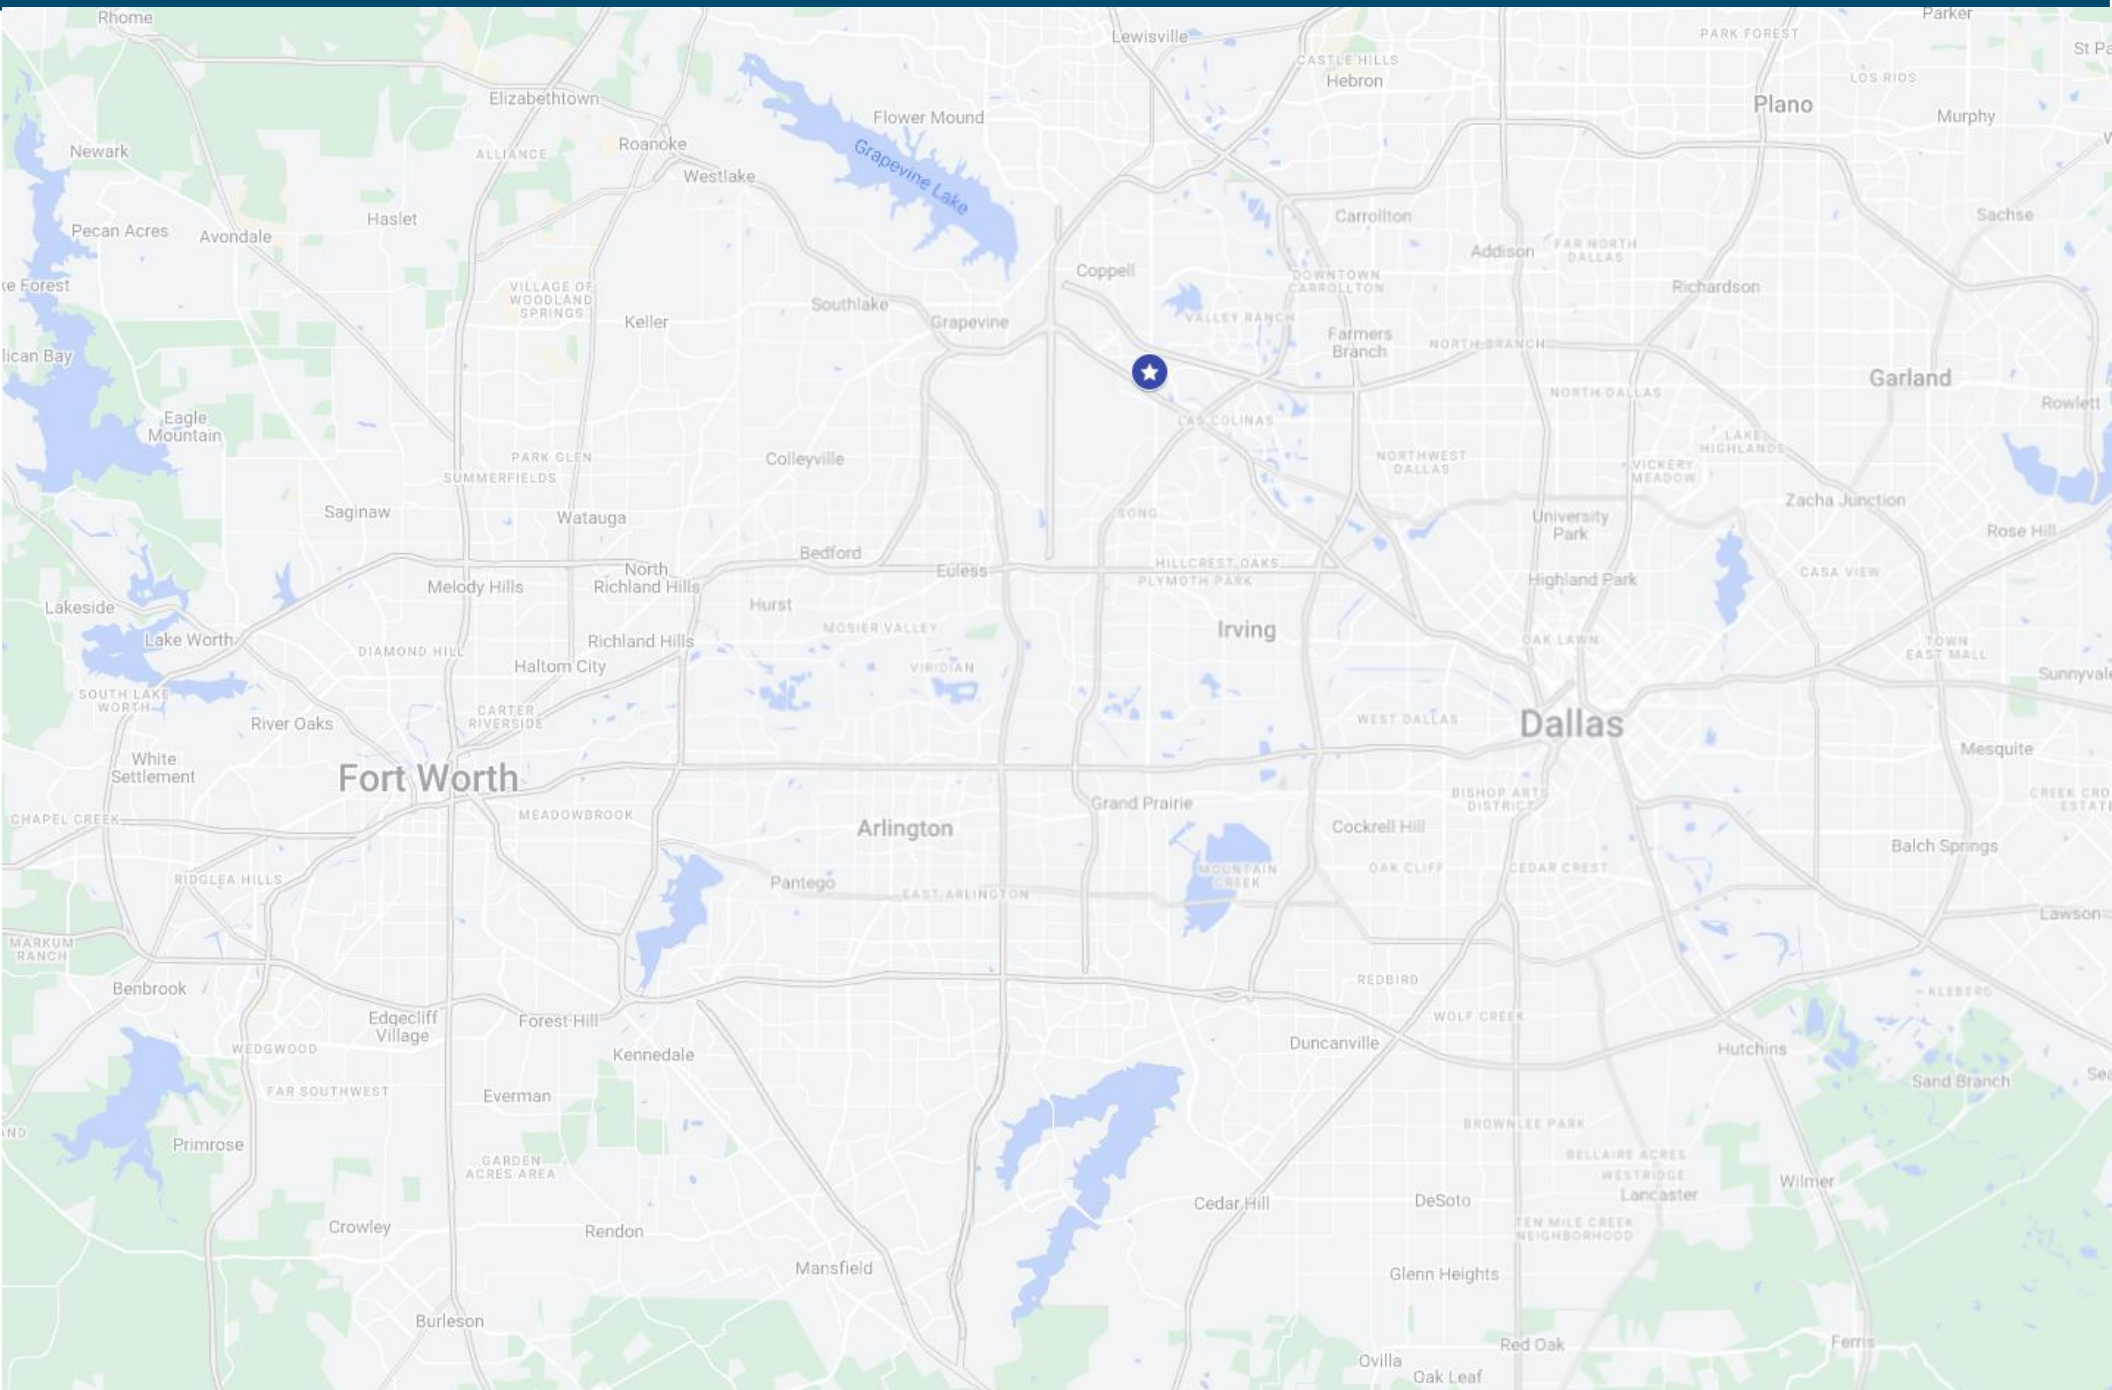 Rhome
Lewisville
PARK FOREST
Parker
St Pa
CASTLE HILLS
Hebron
LOS RIOS
Elizabethtown
Flower Mound
Plano
Murphy
Newark
ALLIANCE
Roanoke
Westlake
Grapevine Lake
Pecan Acres
Avondale
Haslet
Carrollton
Sachse
Addison
FAR NORTH
DALLAS
Coppell
DOWNTOWN
CARROLLTON
Richardson
ke Forest
VILLAGE OF
WOODLAND
SPRINGS
Keller
Southlake
Grapevine
VALLEY RANCH
Farmers
Branch
NORTH BRANCH
lican Bay
Garland
NORTH DALLAS
Rowlett
Eagle
Mountain
LAS COLINAS
LAKE
HIGHLANDS
PARK GLEN
SUMMERFIELDS
Colleyville
NORTHWEST
DALLAS
VICKERY
MEADOW
Saginaw
Watauga
SONG
University
Park
Zacha Junction
Rose Hill
Bedford
Euless
HILLCREST OAKS
PLYMOTH PARK
North
Richland Hills
Melody Hills
Highland Park
CASA VIEW
Lakeside
Hurst
MOSIER VALLEY
Irving
Lake Worth
DIAMOND HILL
Richland Hills
Haltom City
VIRIDIAN
OAK LAWN
TOWN
EAST MALL
Sunnyvale
SOUTH LAKE
WORTH
River Oaks
CARTER
RIVERSIDE
WEST DALLAS
Dallas
Mesquite
White
Settlement
Fort Worth
MEADOWBROOK
Arlington
Grand Prairie
BISHOP ARTS
DISTRICT
CREEK CRO
ESTATE
CHAPEL CREEK
Cockrell Hill
Balch Springs
RIDGLEA HILLS
Pantego
EAST ARLINGTON
MOUNTAIN
CREEK
OAK CLIFF
CEDAR CREST
Lawson
MARKUM
RANCH
Benbrook
REDBIRD
KLEBERG
Edgecliff
Village
Forest Hill
WOLF CREEK
WEDGWOOD
Kennedale
Duncanville
Hutchins
FAR SOUTHWEST
Everman
Sand Branch
Sea
AND
Primrose
BROWNLEE PARK
GARDEN
ACRES AREA
BELLAIRE ACRES
WESTRIDGE
Lancaster
Wilmer
Cedar Hill
DeSoto
Crowley
Rendon
TEN MILE CREEK
NEIGHBORHOOD
Mansfield
Glenn Heights
Burleson
Red Oak
Ferris
Ovilla
Oak Leaf